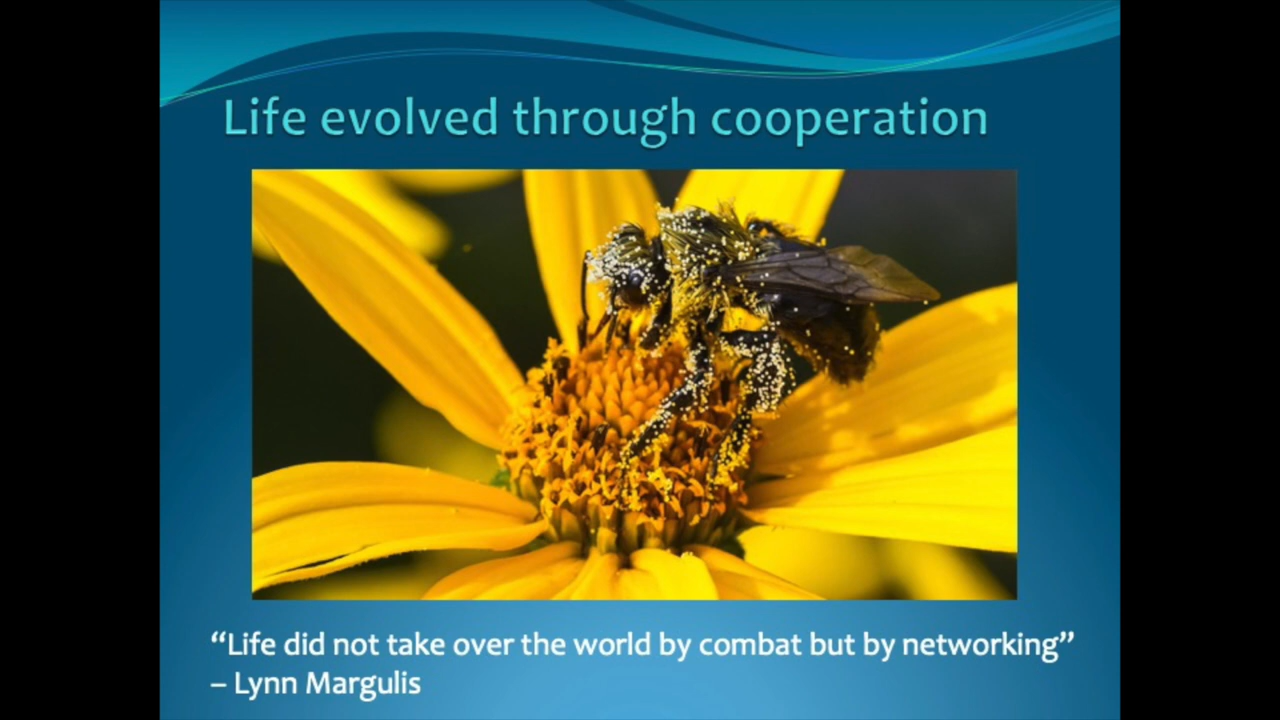 Life evolved through cooperation
“Life did not take over the world by combat but by networking”
– Lynn Margulis